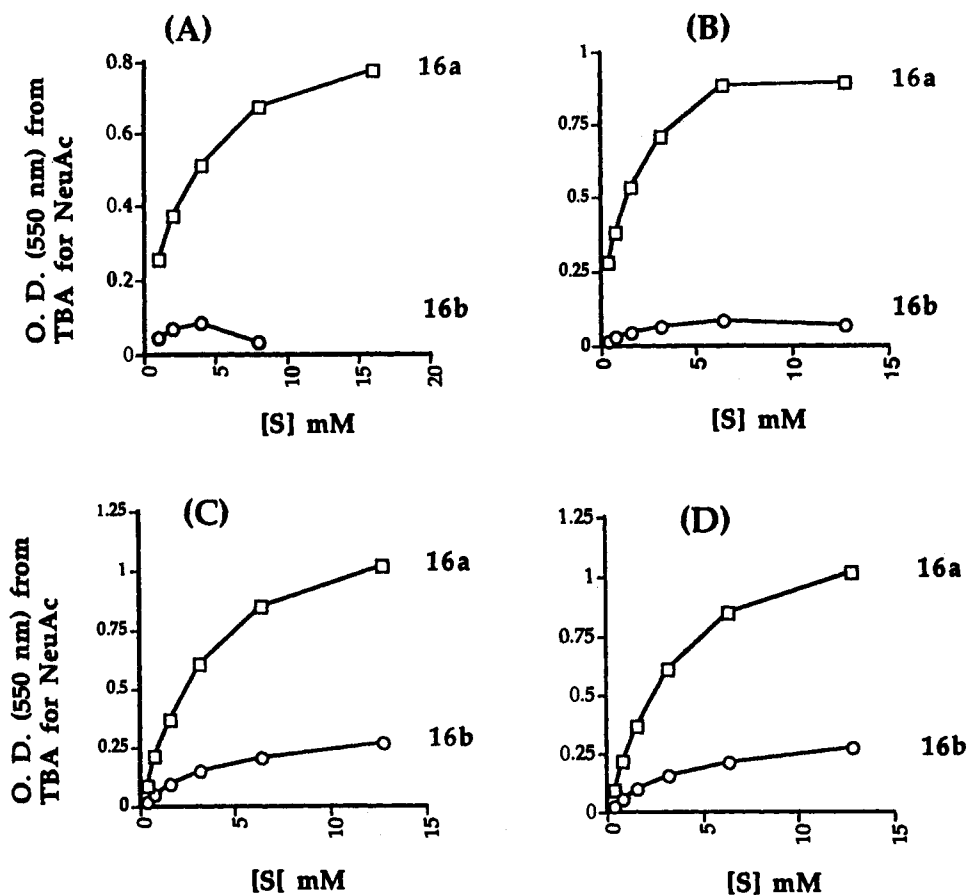 (A)
O. D. (550 nm) from
TBA for NeuAc
0.8
0.6
0.4
0.2
0
0
5
10
15
20
16a
16b
[S] mM
(B)
1
0.75
0.5
0.25
0
0
5
10
15
16a
16b
[S] mM
(C)
O. D. (550 nm) from
TBA for NeuAc
1.25
1
0.75
0.5
0.25
0
0
5
10
15
16a
16b
[S[ mM
(D)
1.25
1
0.75
0.5
0.25
0
0
5
10
15
16a
16b
[S] mM